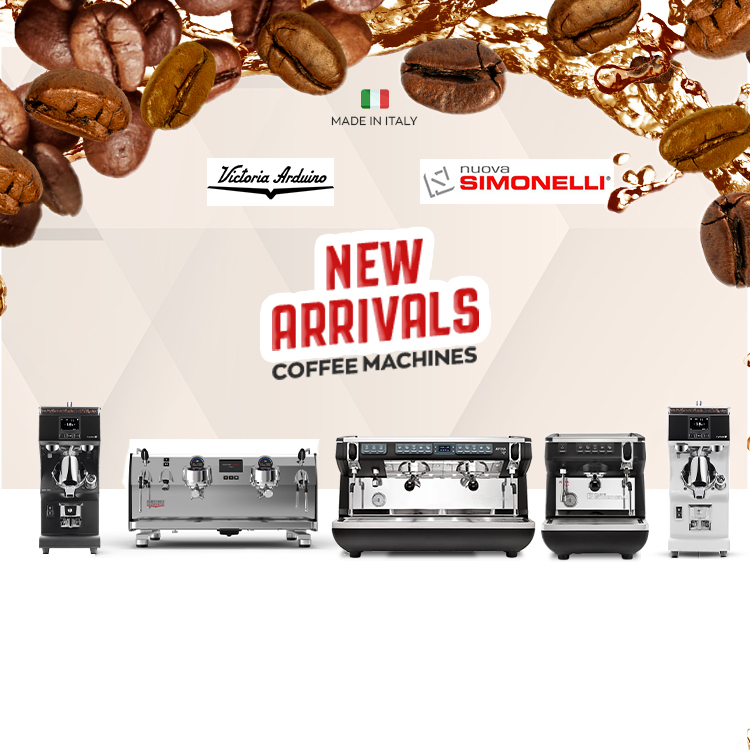 MADE IN ITALY
Victoria Arduino
nuova
SIMONELLI®
NEW
ARRIVALS
COFFEE MACHINES